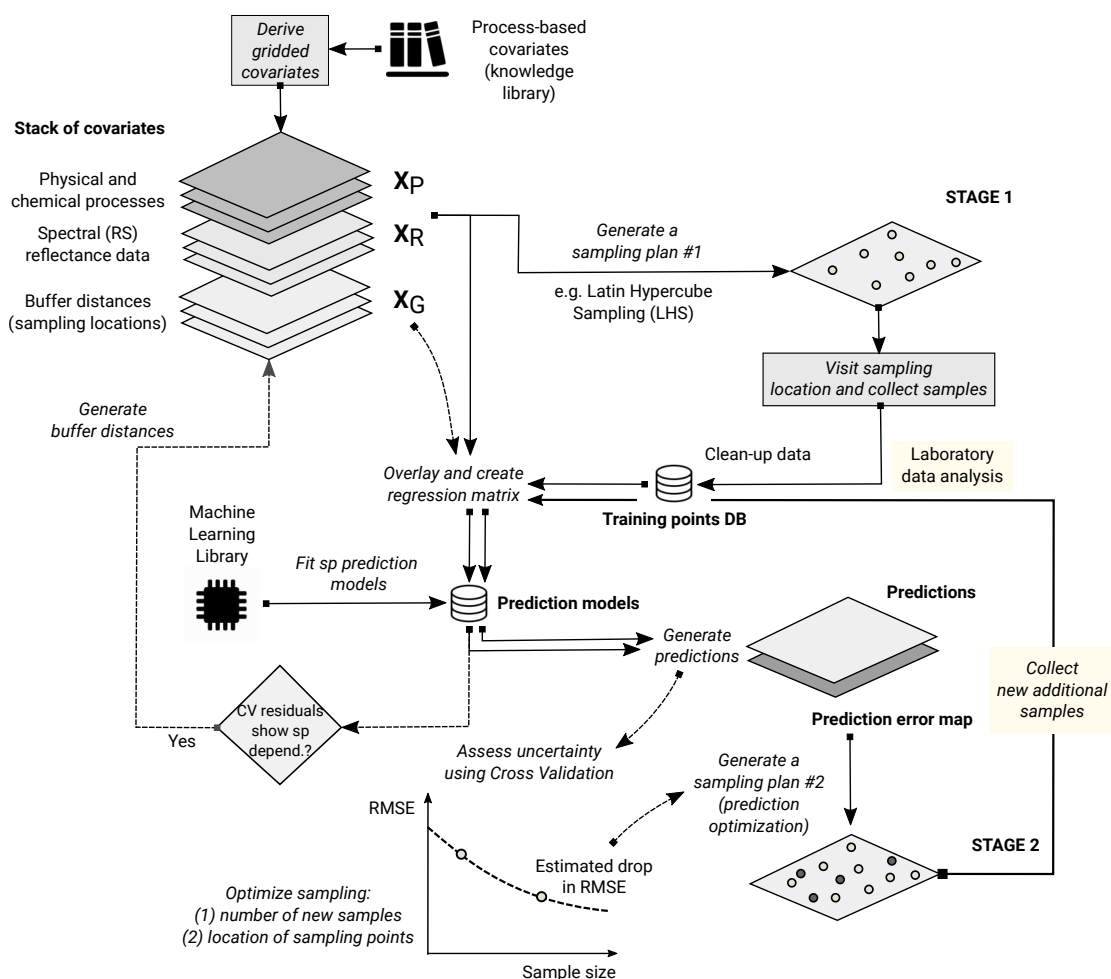 Derive
gridded
covariates
Process-based
covariates
(knowledge
library)
Stack of covariates
Physical and
chemical processes
XP
Spectral (RS)
reflectance data
XR
Buffer distances
(sampling locations)
XG
Generate a
sampling plan #1
e.g. Latin Hypercube
Sampling (LHS)
STAGE 1
Visit sampling
location and collect samples
Generate
buffer distances
Clean-up data
Laboratory
data analysis
Overlay and create
regression matrix
Training points DB
Machine
Learning
Library
Fit sp prediction
models
Prediction models
Generate
predictions
Predictions
Collect
new additional
samples
CV residuals
show sp
depend.?
Yes
Prediction error map
Assess uncertainty
using Cross Validation
Generate a
sampling plan #2
(prediction
optimization)
RMSE
STAGE 2
Estimated drop
in RMSE
Optimize sampling:
(1) number of new samples
(2) location of sampling points
Sample size